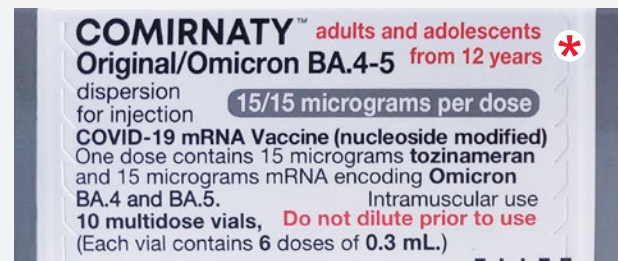 COMIRNATY™ adults and adolescents
Original/Omicron BA.4-5 from 12 years *
dispersion
for injection 15/15 micrograms per dose
COVID-19 mRNA Vaccine (nucleoside modified)
One dose contains 15 micrograms tozinameran
and 15 micrograms mRNA encoding Omicron
BA.4 and BA.5. Intramuscular use
10 multidose vials, Do not dilute prior to use
(Each vial contains 6 doses of 0.3 mL.)